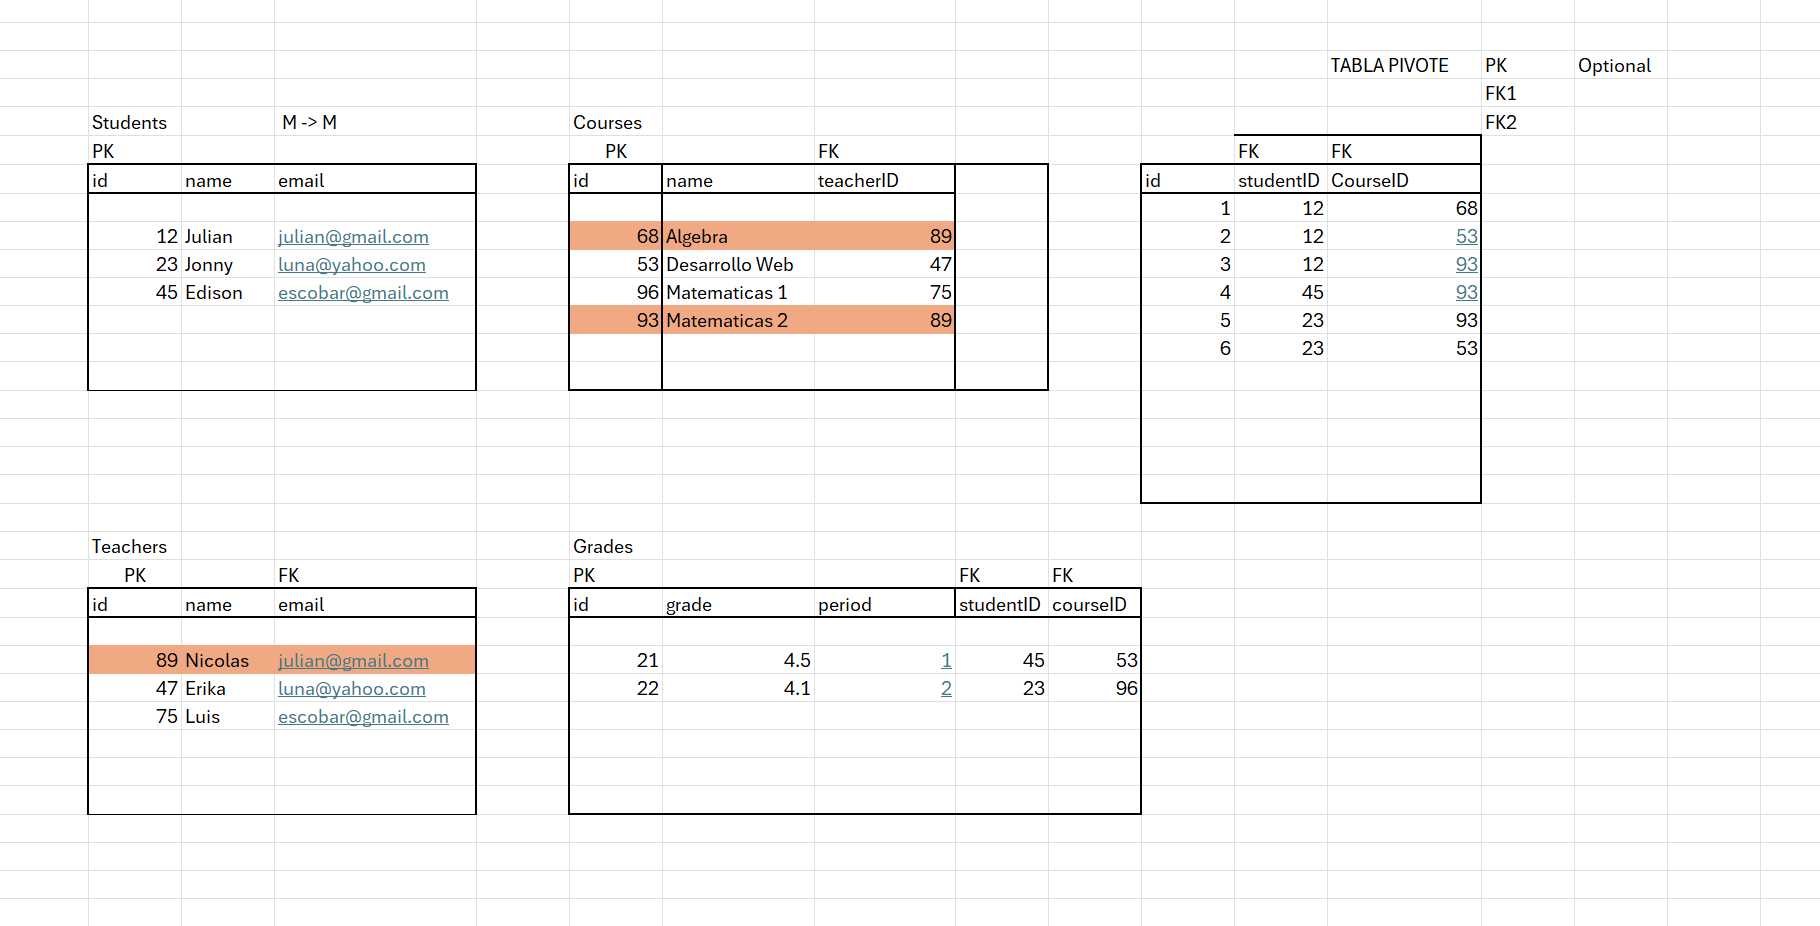 TABLA PIVOTE PK Optional
FK1
Students M -> M Courses FK2
PK PK FK FK FK
id name email id name teacherID id studentID CourseID
1 12 68
12 Julian julian@gmail.com 68 Algebra 89 2 12 53
23 Jonny luna@yahoo.com 53 Desarrollo Web 47 3 12 93
45 Edison escobar@gmail.com 96 Matematicas 1 75 4 45 93
93 Matematicas 2 89 5 23 93
6 23 53
Teachers Grades
PK FK PK FK FK
id name email id grade period studentID courseID
89 Nicolas julian@gmail.com 21 4.5 1 45 53
47 Erika luna@yahoo.com 22 4.1 2 23 96
75 Luis escobar@gmail.com